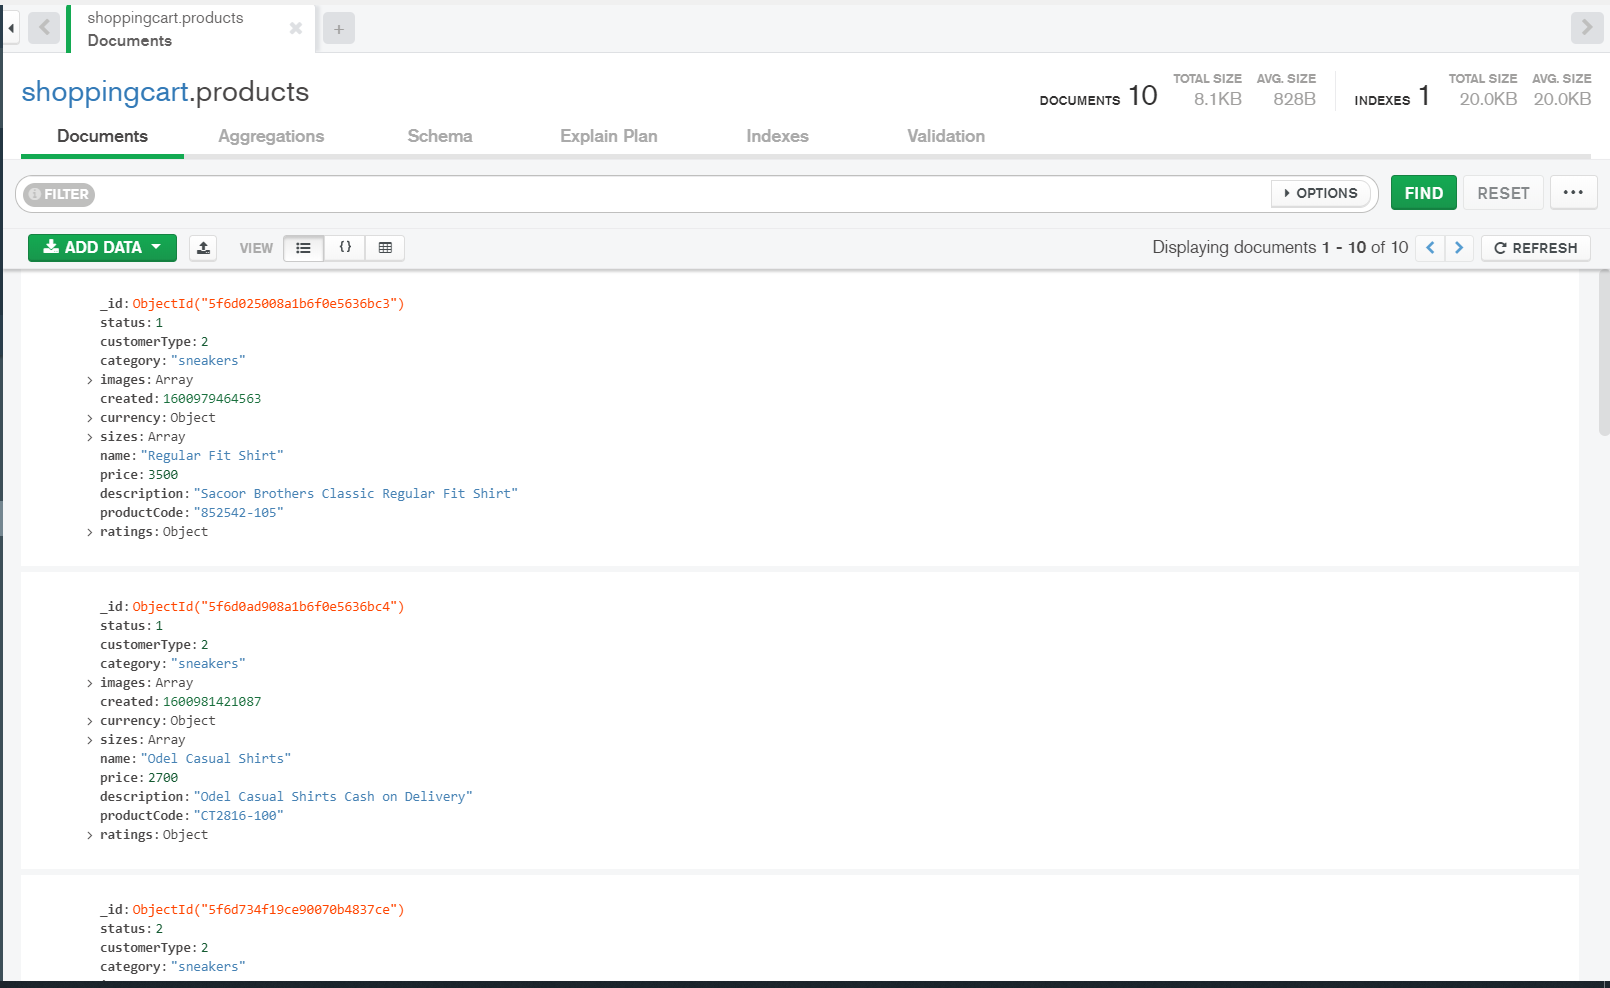 shoppingcart.products
Documents
shoppingcart.products
DOCUMENTS 10 TOTAL SIZE 8.1KB AVG. SIZE 828B INDEXES 1 TOTAL SIZE 20.0KB AVG. SIZE 20.0KB
Documents Aggregations Schema Explain Plan Indexes Validation
FILTER OPTIONS FIND RESET ...
ADD DATA VIEW {} Displaying documents 1 - 10 of 10 < > REFRESH
_id: ObjectId("5f6d025008a1b6f0e5636bc3")
status: 1
customerType: 2
category: "sneakers"
> images: Array
created: 1600979464563
> currency: Object
> sizes: Array
name: "Regular Fit Shirt"
price: 3500
description: "Sacoor Brothers Classic Regular Fit Shirt"
productCode: "852542-105"
> ratings: Object
_id: ObjectId("5f6d0ad908a1b6f0e5636bc4")
status: 1
customerType: 2
category: "sneakers"
> images: Array
created: 1600981421087
> currency: Object
> sizes: Array
name: "Odel Casual Shirts"
price: 2700
description: "Odel Casual Shirts Cash on Delivery"
productCode: "CT2816-100"
> ratings: Object
_id: ObjectId("5f6d734f19ce90070b4837ce")
status: 2
customerType: 2
category: "sneakers"